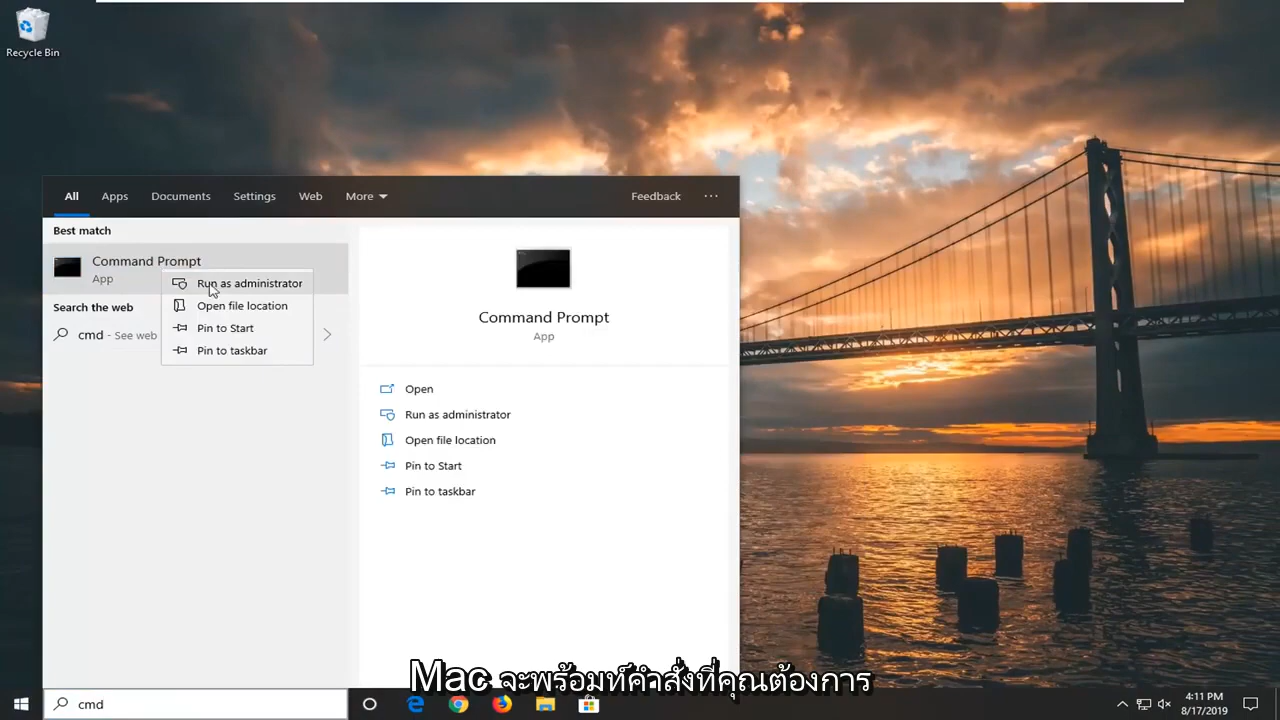 Recycle Bin
All Apps Documents Settings Web More Feedback ...
Best match
Command Prompt
App
Run as administrator
Open file location
Pin to Start
Pin to taskbar
Search the web
cmd - See web
Command Prompt
App
Open
Run as administrator
Open file location
Pin to Start
Pin to taskbar
Mac จะพร้อมท์คำสั่งที่คุณต้องการ
cmd
4:11 PM
8/17/2019